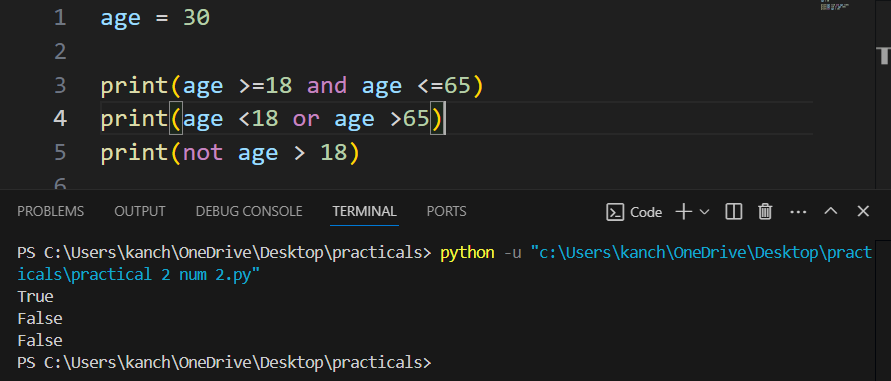 1 age = 30
2
3 print(age >=18 and age <=65)
4 print(age <18 or age >65)
5 print(not age > 18)
6
PROBLEMS OUTPUT DEBUG CONSOLE TERMINAL PORTS Code
PS C:\Users\kanch\OneDrive\Desktop\practicals> python -u "c:\Users\kanch\OneDrive\Desktop\pract
icals\practical 2 num 2.py"
True
False
False
PS C:\Users\kanch\OneDrive\Desktop\practicals>